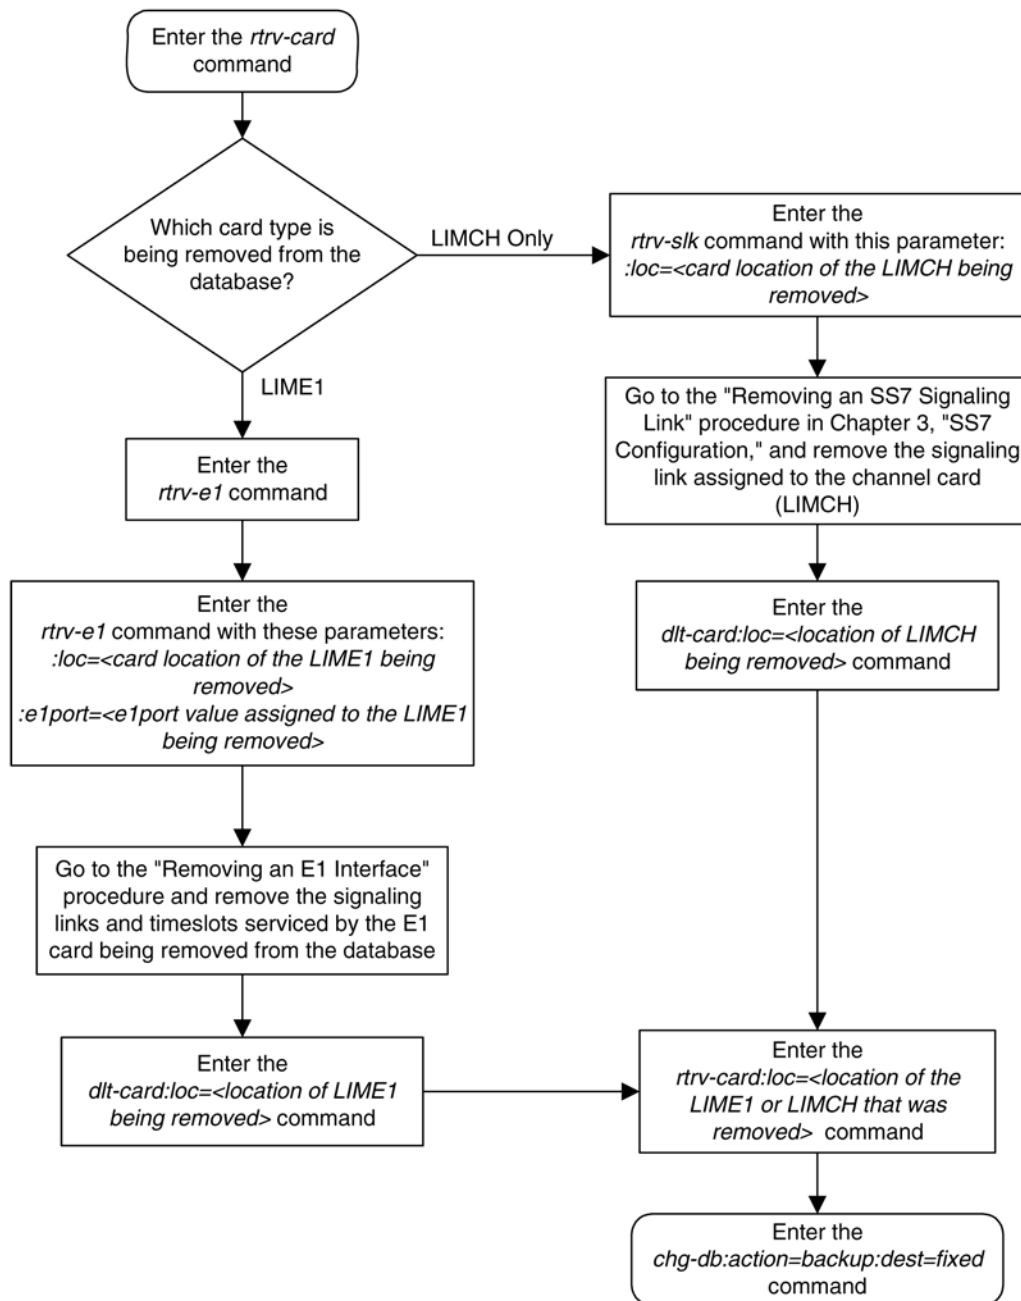 Enter the rtrv-card
command
Which card type is
being removed from the
database?
LIMCH Only
LIME1
Enter the
rtrv-e1 command
Enter the
rtrv-e1 command with these parameters:
:loc=<card location of the LIME1 being
removed>
:e1port=<e1port value assigned to the LIME1
being removed>
Go to the "Removing an E1 Interface"
procedure and remove the signaling
links and timeslots serviced by the E1
card being removed from the database
Enter the
dlt-card:loc=<location of LIME1
being removed> command
Enter the
rtrv-slk command with this parameter:
:loc=<card location of the LIMCH being
removed>
Go to the "Removing an SS7 Signaling
Link" procedure in Chapter 3, "SS7
Configuration," and remove the signaling
link assigned to the channel card
(LIMCH)
Enter the
dlt-card:loc=<location of LIMCH
being removed> command
Enter the
rtrv-card:loc=<location of the
LIME1 or LIMCH that was
removed> command
Enter the
chg-db:action=backup:dest=fixed
command